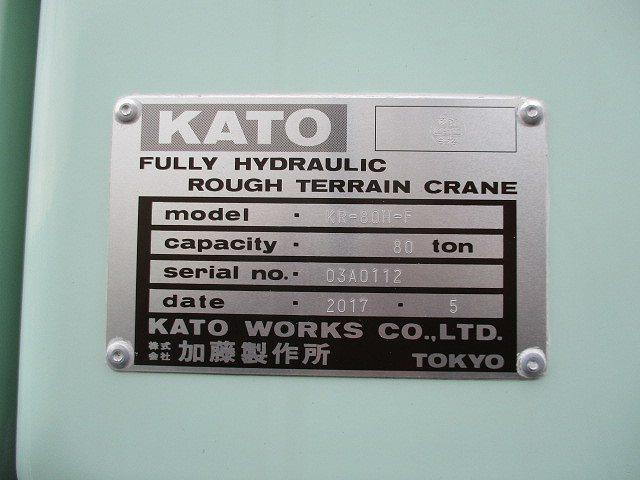 KATO
FULLY HYDRAULIC
ROUGH TERRAIN CRANE
model · KR-80H-F
capacity · 80 ton
serial no. · 03A0112
date · 2017 · 5
KATO WORKS CO.,LTD.
株式会社 加藤製作所 TOKYO